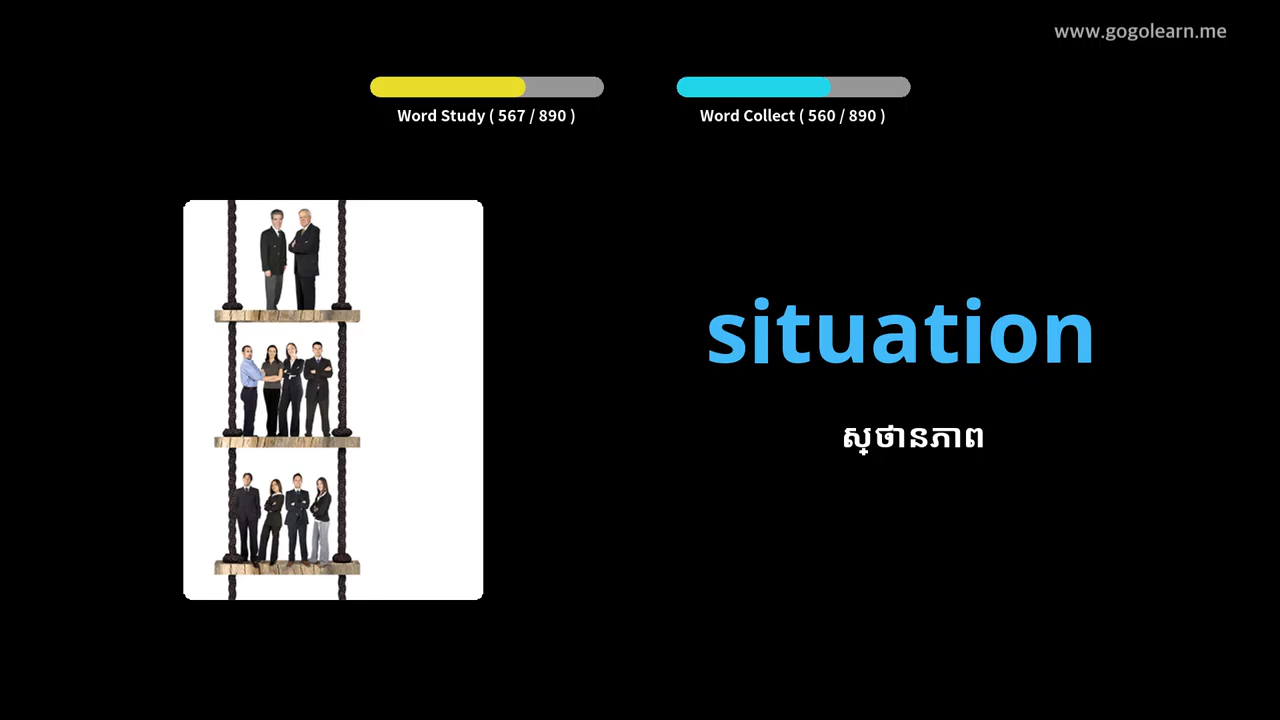 www.gogolearn.me
Word Study ( 567 / 890 )
Word Collect ( 560 / 890 )
situation
ស្ថានភាព